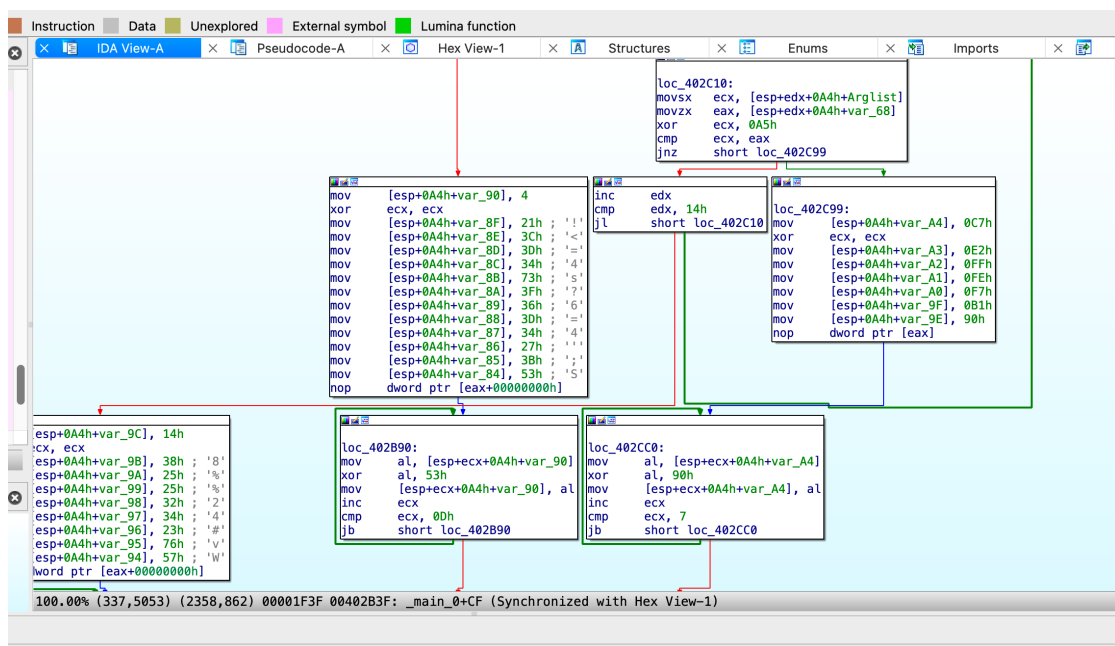 Instruction Data Unexplored External symbol Lumina function
IDA View-A Pseudocode-A Hex View-1 Structures Enums Imports
loc_402C10:
movsx ecx, [esp+edx+0A4h+Arglist]
movzx eax, [esp+edx+0A4h+var_68]
xor ecx, 0A5h
cmp ecx, eax
jnz short loc_402C99
mov [esp+0A4h+var_90], 4
xor ecx, ecx
mov [esp+0A4h+var_8F], 21h ; '!'
mov [esp+0A4h+var_8E], 3Ch ; '<'
mov [esp+0A4h+var_8D], 3Dh ; '='
mov [esp+0A4h+var_8C], 34h ; '4'
mov [esp+0A4h+var_8B], 73h ; 's'
mov [esp+0A4h+var_8A], 3Fh ; '?'
mov [esp+0A4h+var_89], 36h ; '6'
mov [esp+0A4h+var_88], 3Dh ; '='
mov [esp+0A4h+var_87], 34h ; '4'
mov [esp+0A4h+var_86], 27h ; '''
mov [esp+0A4h+var_85], 3Bh ; ';'
mov [esp+0A4h+var_84], 53h ; 'S'
nop dword ptr [eax+00000000h]
inc edx
cmp edx, 14h
jl short loc_402C10
loc_402C99:
mov [esp+0A4h+var_A4], 0C7h
xor ecx, ecx
mov [esp+0A4h+var_A3], 0E2h
mov [esp+0A4h+var_A2], 0FFh
mov [esp+0A4h+var_A1], 0FEh
mov [esp+0A4h+var_A0], 0F7h
mov [esp+0A4h+var_9F], 0B1h
mov [esp+0A4h+var_9E], 90h
nop dword ptr [eax]
esp+0A4h+var_9C], 14h
ecx, ecx
esp+0A4h+var_9B], 38h ; '8'
esp+0A4h+var_9A], 25h ; '%'
esp+0A4h+var_99], 25h ; '%'
esp+0A4h+var_98], 32h ; '2'
esp+0A4h+var_97], 34h ; '4'
esp+0A4h+var_96], 23h ; '#'
esp+0A4h+var_95], 76h ; 'v'
esp+0A4h+var_94], 57h ; 'W'
dword ptr [eax+00000000h]
loc_402B90:
mov al, [esp+ecx+0A4h+var_90]
xor al, 53h
mov [esp+ecx+0A4h+var_90], al
inc ecx
cmp ecx, 0Dh
jb short loc_402B90
loc_402CC0:
mov al, [esp+ecx+0A4h+var_A4]
xor al, 90h
mov [esp+ecx+0A4h+var_A4], al
inc ecx
cmp ecx, 7
jb short loc_402CC0
100.00% (337,5053) (2358,862) 00001F3F 00402B3F: _main_0+CF (Synchronized with Hex View-1)